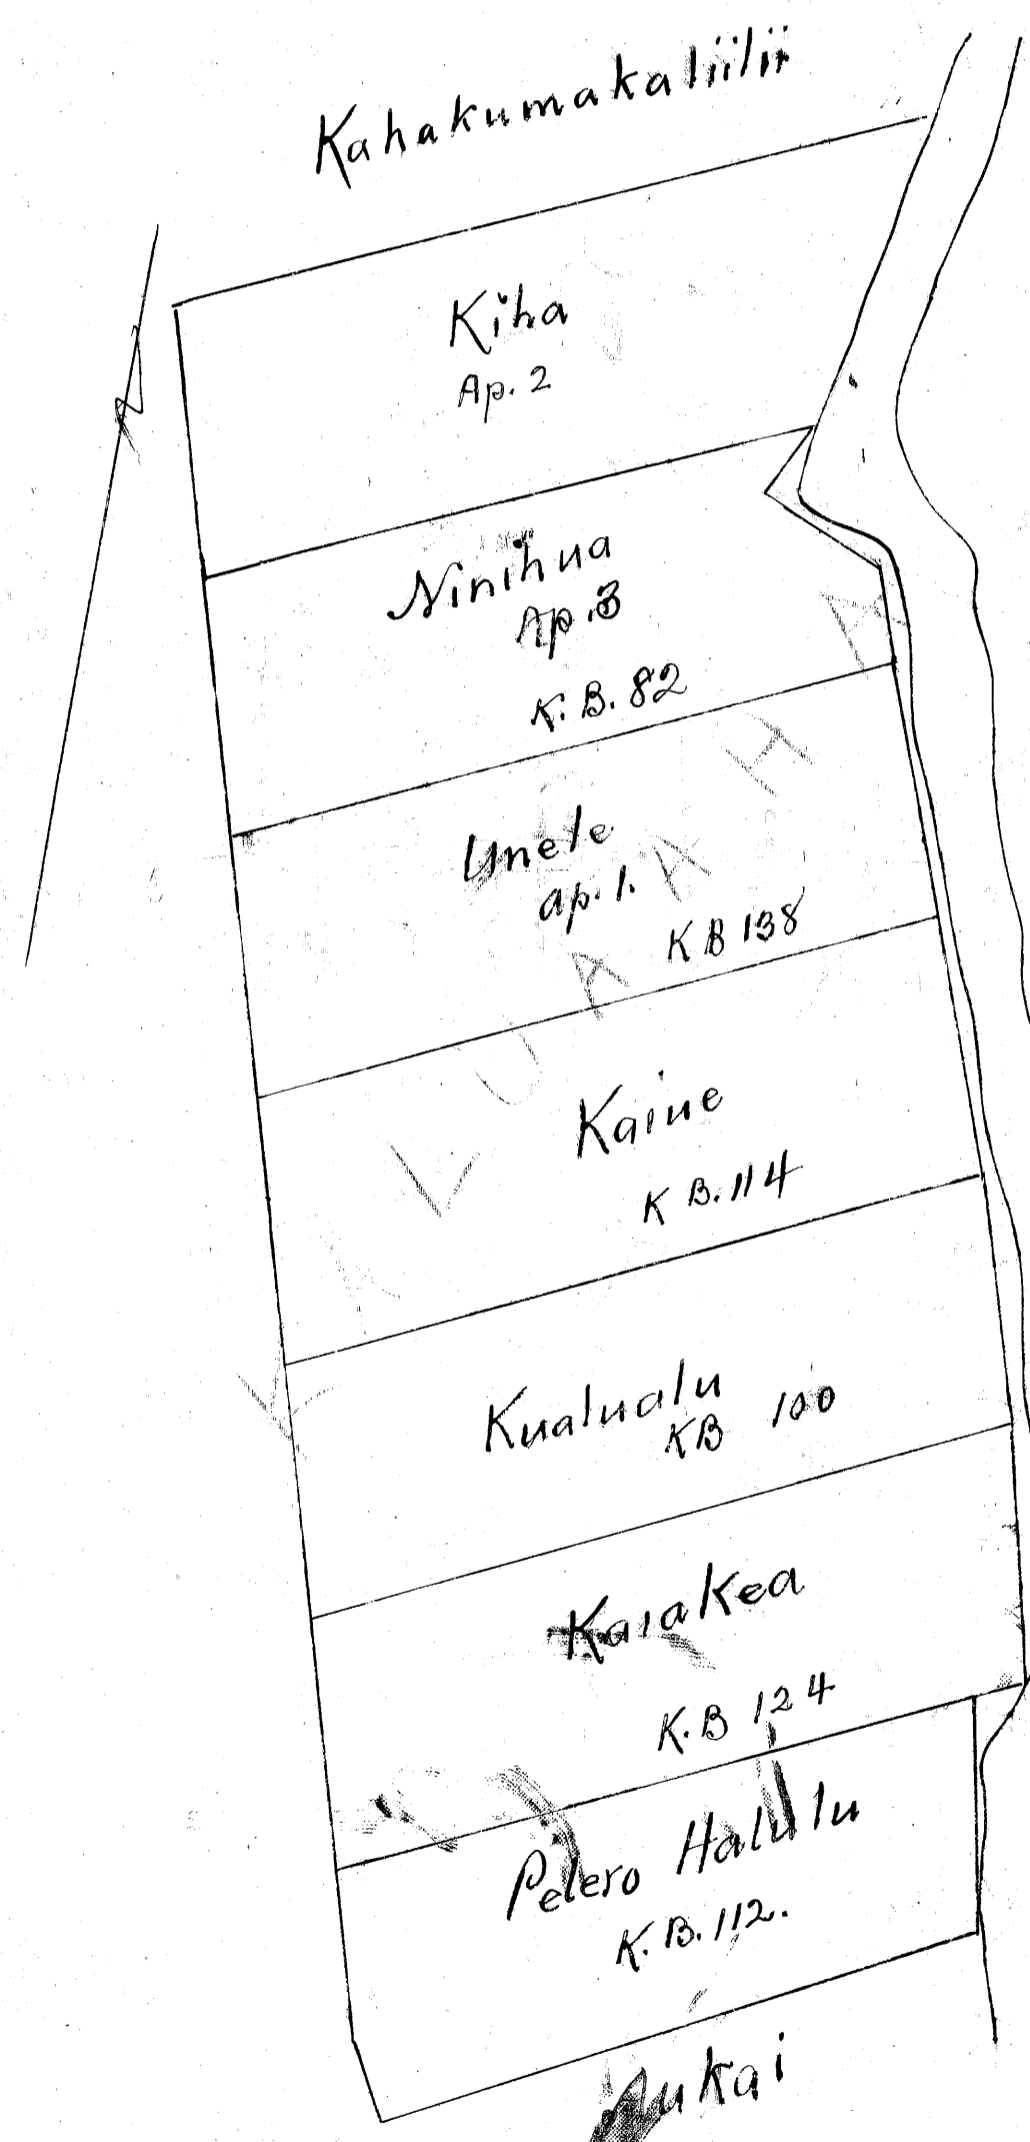 Kahakumakaliilii
Kiha
Ap. 2
Ninihua
Ap. 3
K. B. 82
Unele
ap. 1.
KB 138
Kaiue
K B. 114
Kualualu
KB 100
Kaiakea
K. B 124
Pelero Halulu
K. B. 112.
Aukai